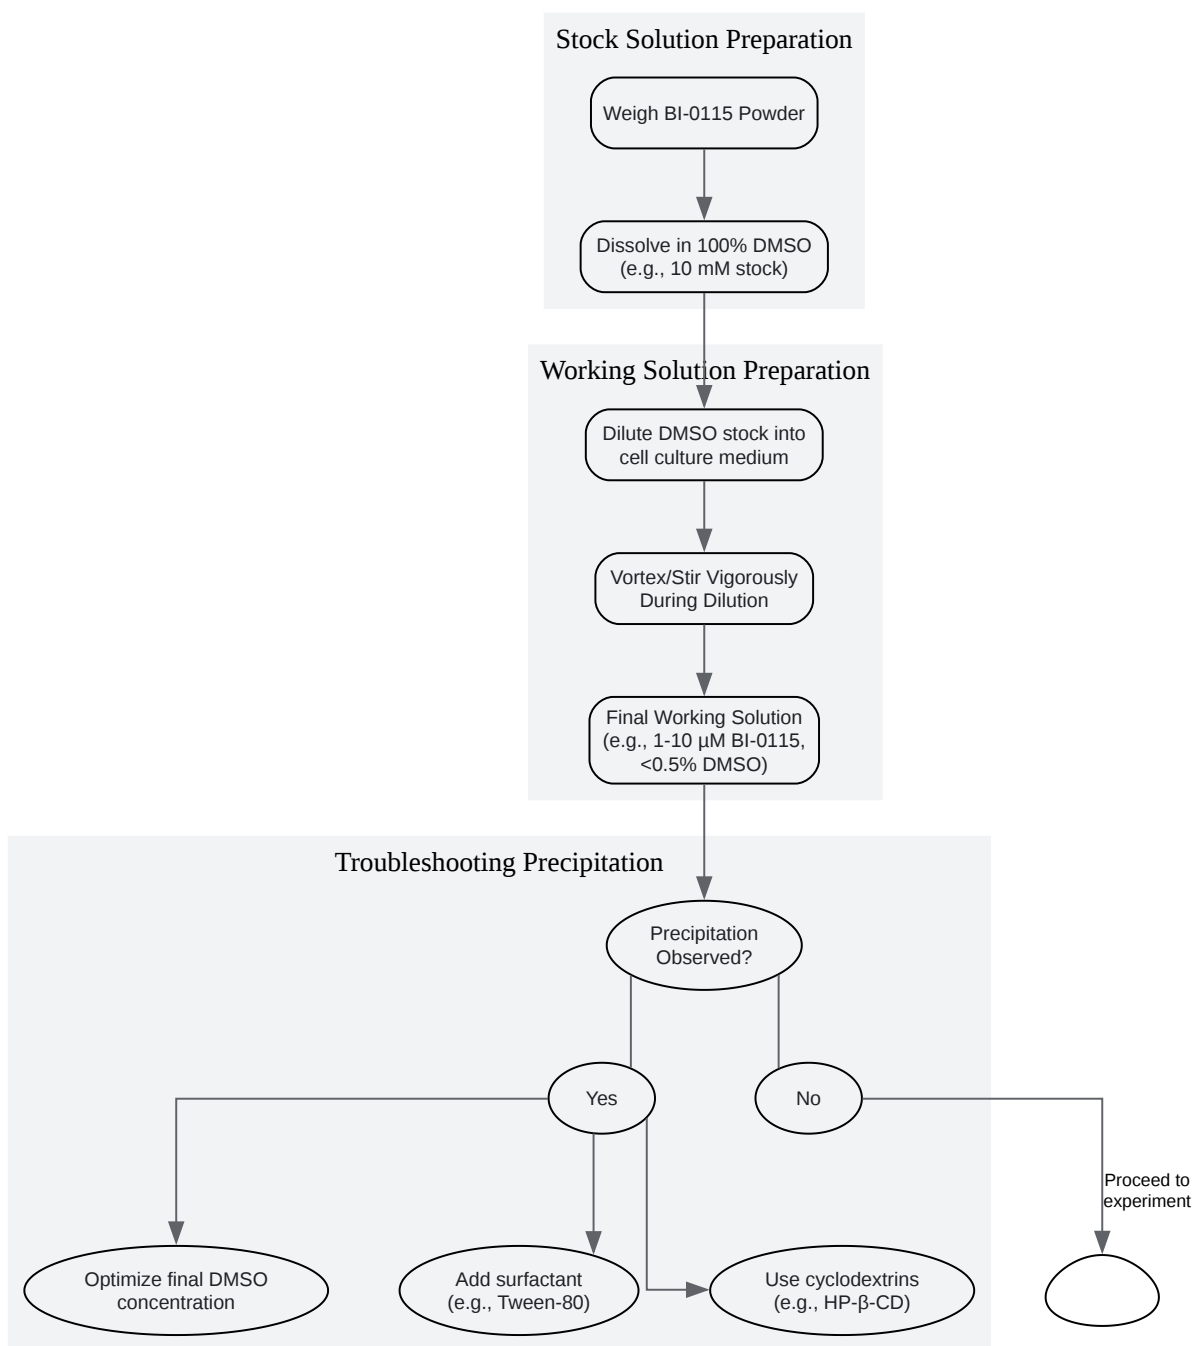 Stock Solution Preparation
Weigh BI-0115 Powder
Dissolve in 100% DMSO
(e.g., 10 mM stock)
Working Solution Preparation
Dilute DMSO stock into
cell culture medium
Vortex/Stir Vigorously
During Dilution
Final Working Solution
(e.g., 1-10 µM BI-0115,
<0.5% DMSO)
Troubleshooting Precipitation
Precipitation
Observed?
Yes
No
Proceed to
experiment
Optimize final DMSO
concentration
Add surfactant
(e.g., Tween-80)
Use cyclodextrins
(e.g., HP-β-CD)